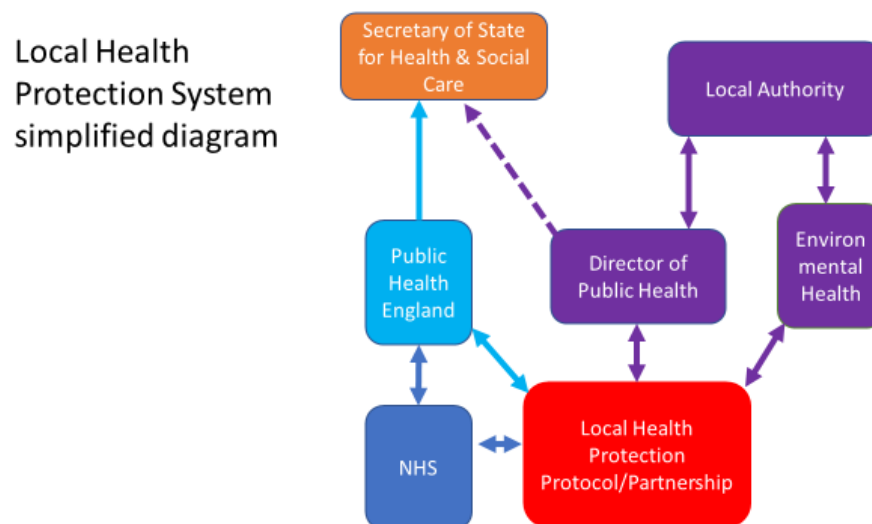 Local Health
Protection System
simplified diagram
Secretary of State
for Health & Social
Care
Local Authority
Public
Health
England
Director of
Public Health
Environ
mental
Health
NHS
Local Health
Protection
Protocol/Partnership